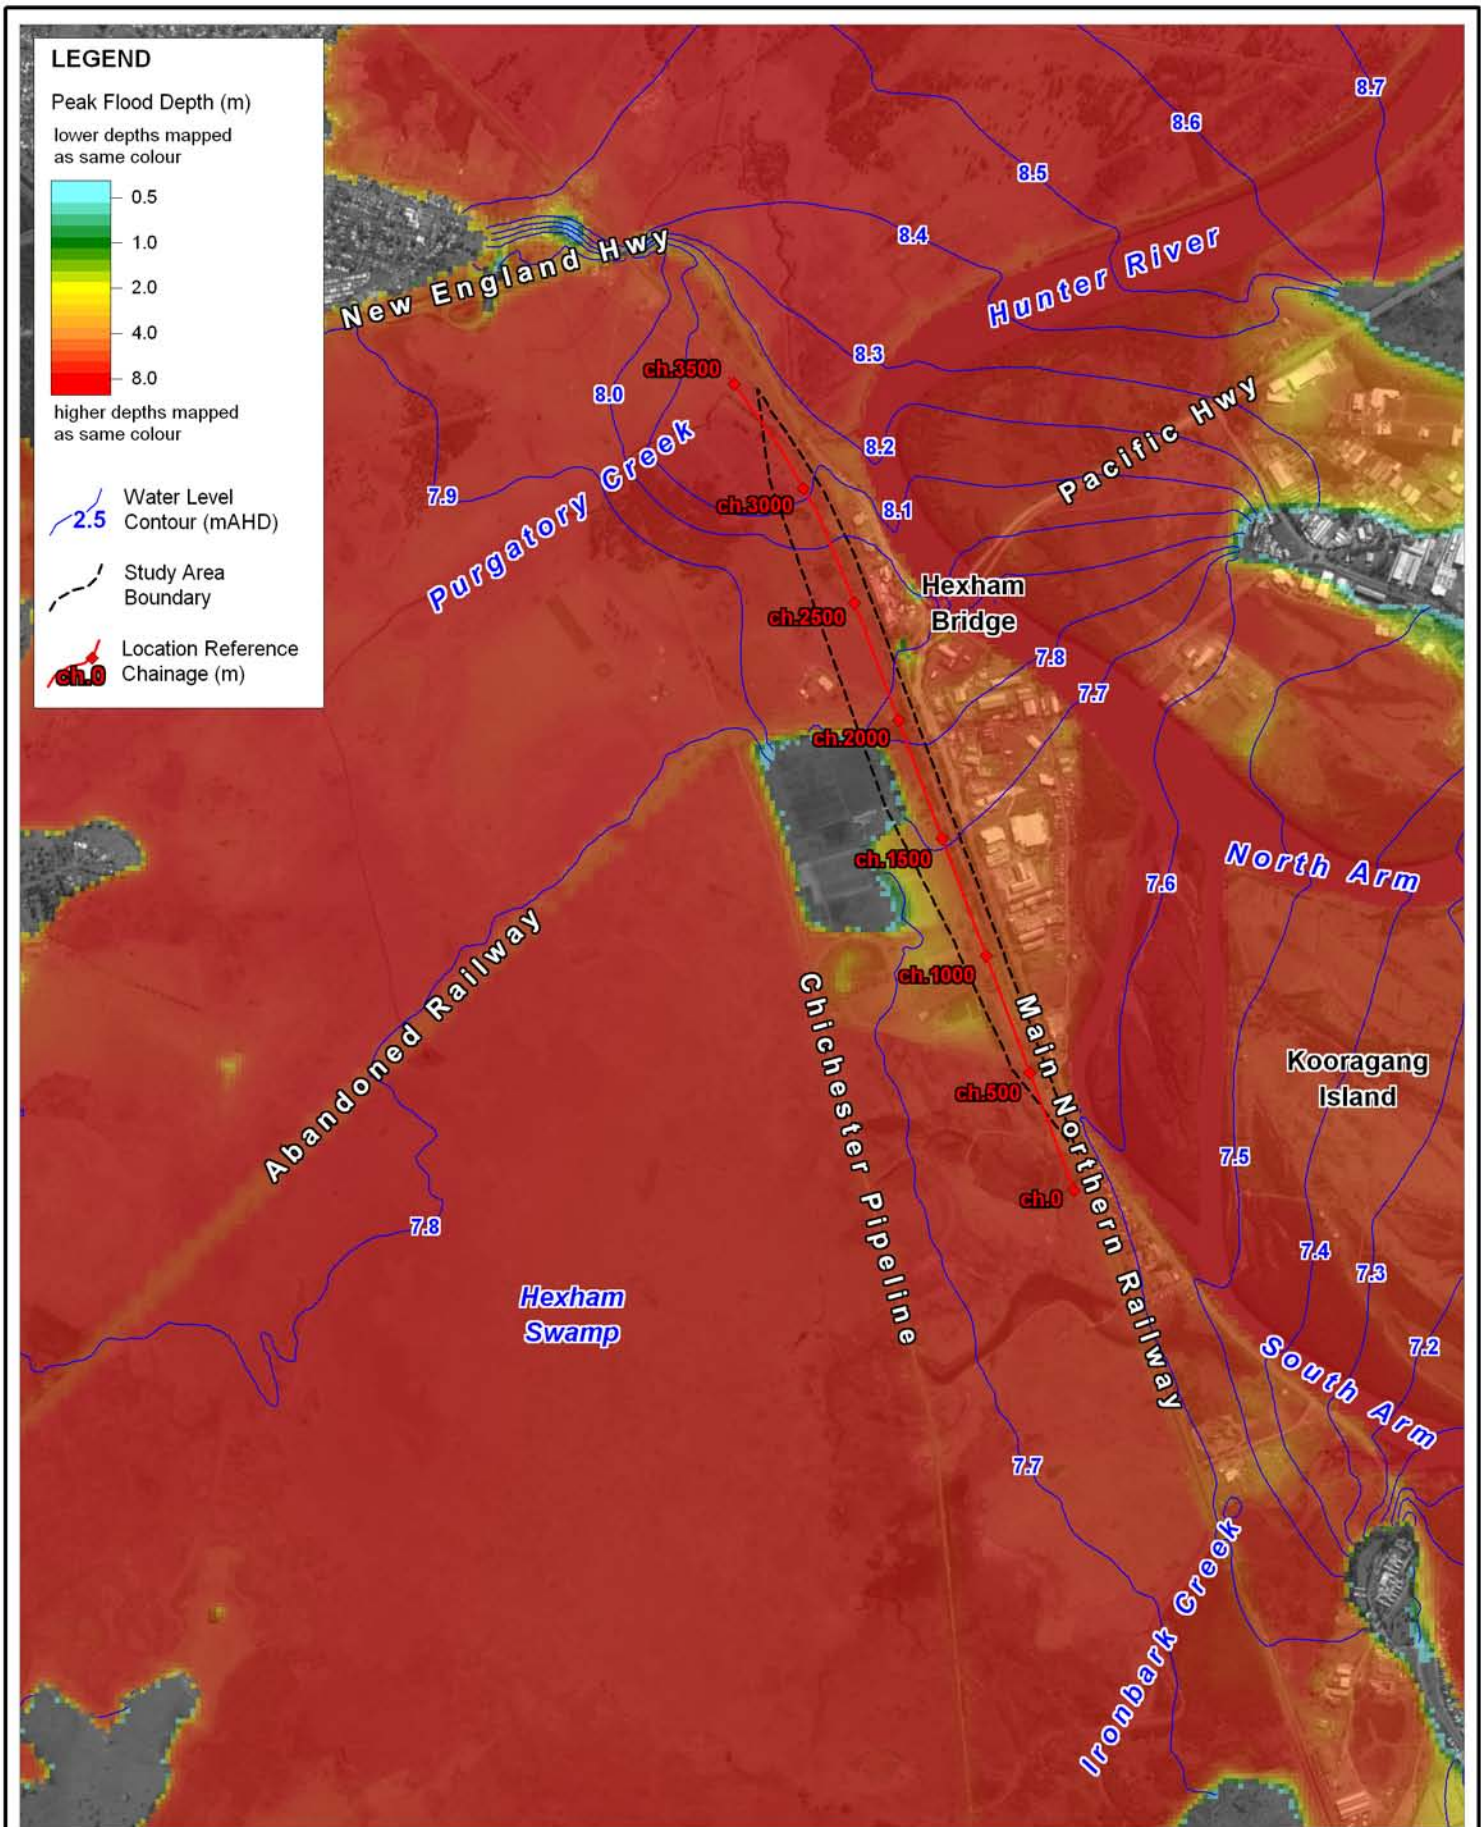 LEGEND
Peak Flood Depth (m)
lower depths mapped
as same colour
0.5
1.0
2.0
4.0
8.0
higher depths mapped
as same colour
2.5
Water Level
Contour (mAHD)
Study Area
Boundary
ch.0
Location Reference
Chainage (m)
8.7
8.6
8.5
8.4
New England Hwy
Hunter River
8.3
ch.3500
8.0
Pacific Hwy
8.2
Purgatory Creek
7.9
ch.3000
8.1
Hexham
Bridge
ch.2500
7.8
7.7
ch.2000
ch.1500
North Arm
7.6
Abandoned Railway
ch.1000
Chichester Pipeline
Main Northern Railway
Kooragang
Island
ch.500
7.5
ch.0
7.8
7.4
7.3
Hexham
Swamp
7.2
South Arm
7.7
Ironbark Creek